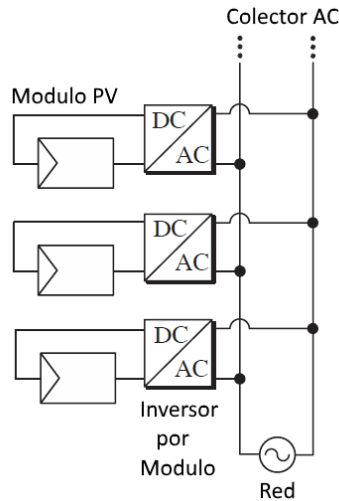 Colector AC
Modulo PV
DC
AC
DC
AC
DC
AC
Inversor
por
Modulo
Red